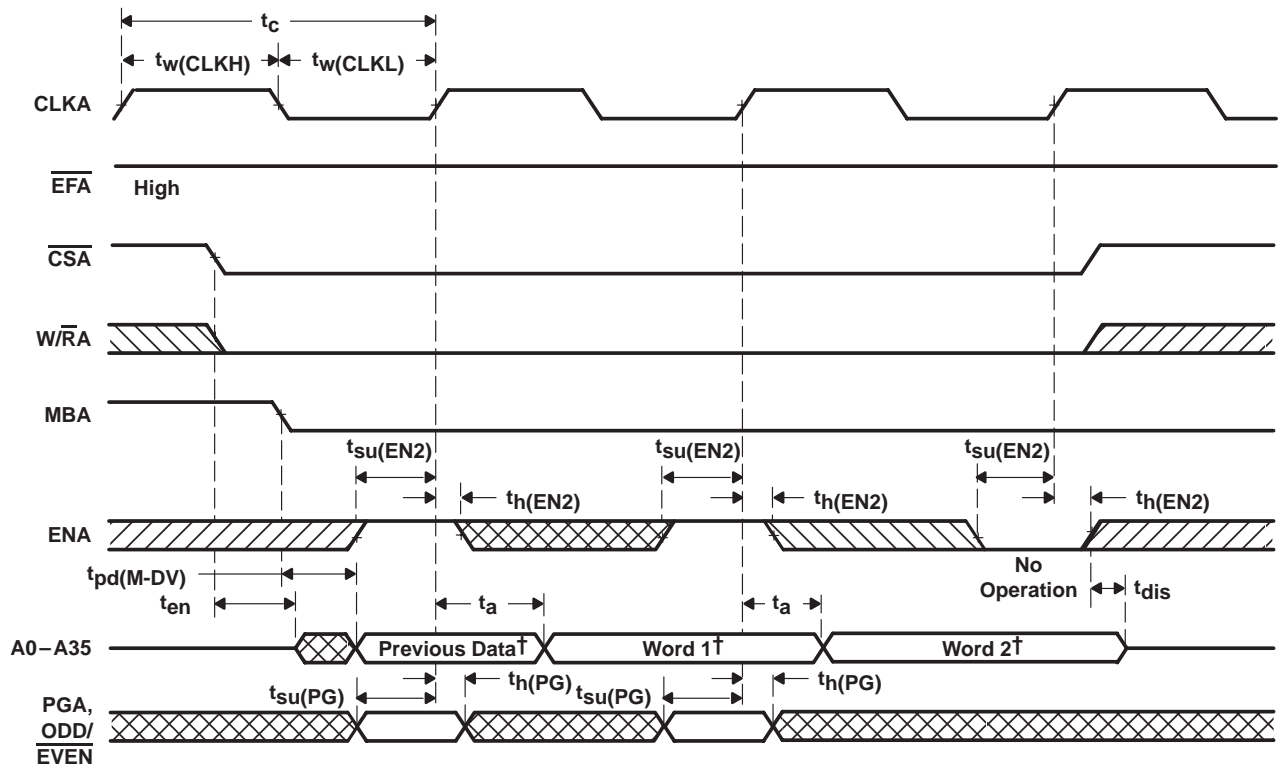 tc
tw(CLKH)
tw(CLKL)
CLKA
EFA
High
CSA
W/RA
MBA
tsu(EN2)
tsu(EN2)
tsu(EN2)
th(EN2)
th(EN2)
th(EN2)
ENA
No
Operation
tpd(M-DV)
ten
ta
ta
tdis
A0–A35
Previous Data†
Word 1†
Word 2†
tsu(PG)
th(PG)
tsu(PG)
th(PG)
PGA,
ODD/
EVEN